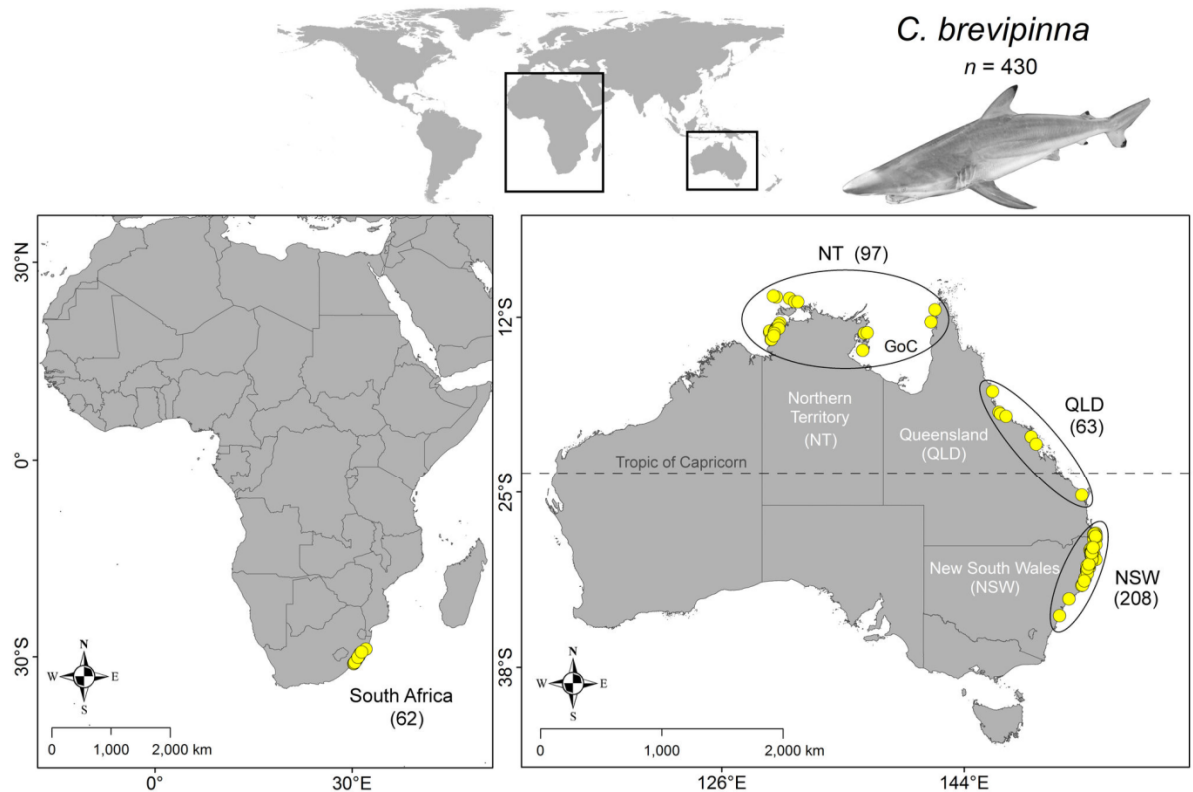 C. brevipinna
n = 430
30°N
0°
30°S
N
W E
S
South Africa
(62)
0 1,000 2,000 km
0° 30°E
12°S
25°S
38°S
NT (97)
GoC
Northern
Territory
(NT)
Queensland
(QLD)
QLD
(63)
Tropic of Capricorn
New South Wales
(NSW)
NSW
(208)
N
W E
S
0 1,000 2,000 km
126°E 144°E